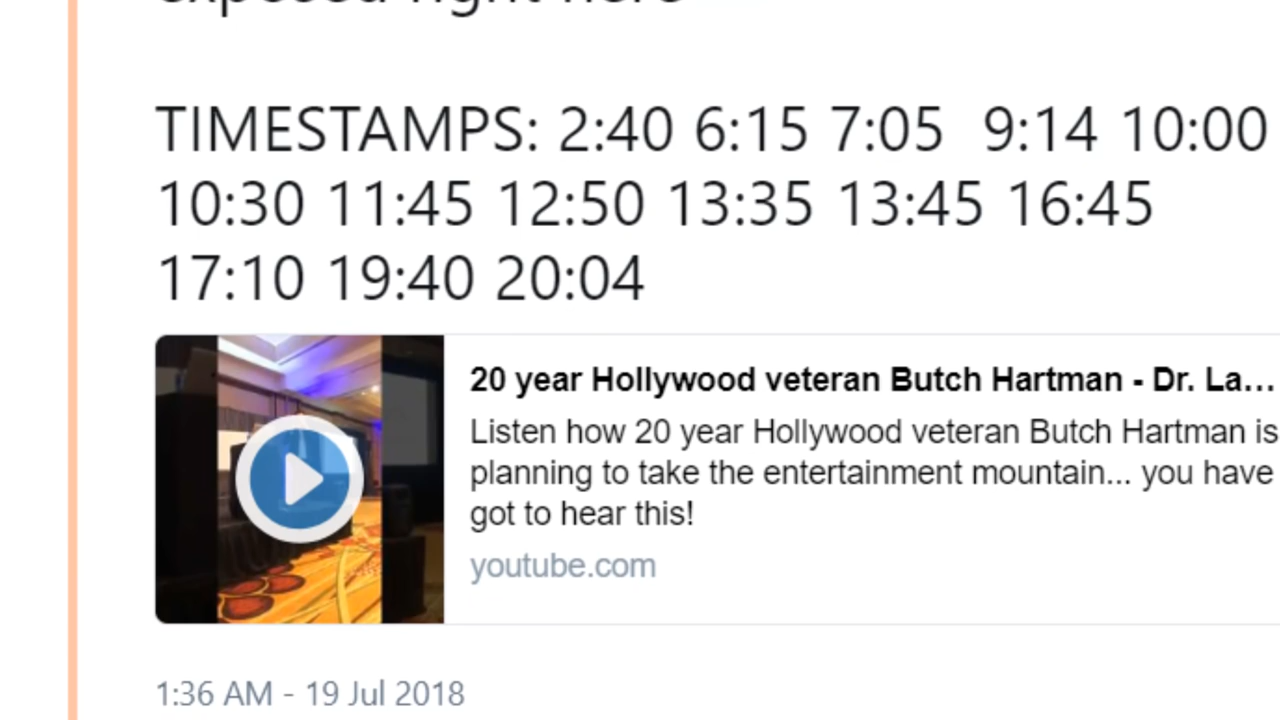 exposed right here
TIMESTAMPS: 2:40 6:15 7:05  9:14 10:00
10:30 11:45 12:50 13:35 13:45 16:45
17:10 19:40 20:04
20 year Hollywood veteran Butch Hartman - Dr. La...
Listen how 20 year Hollywood veteran Butch Hartman is
planning to take the entertainment mountain... you have
got to hear this!
youtube.com
1:36 AM - 19 Jul 2018